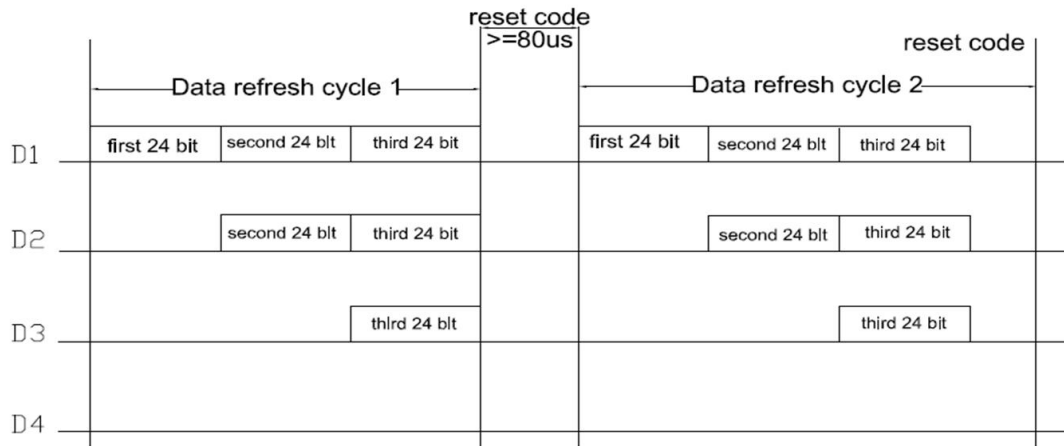 reset code
>=80us
reset code
Data refresh cycle 1
Data refresh cycle 2
D1 first 24 bit second 24 blt third 24 bit first 24 bit second 24 blt third 24 bit
D2 second 24 blt third 24 bit second 24 blt third 24 bit
D3 thlrd 24 blt third 24 bit
D4